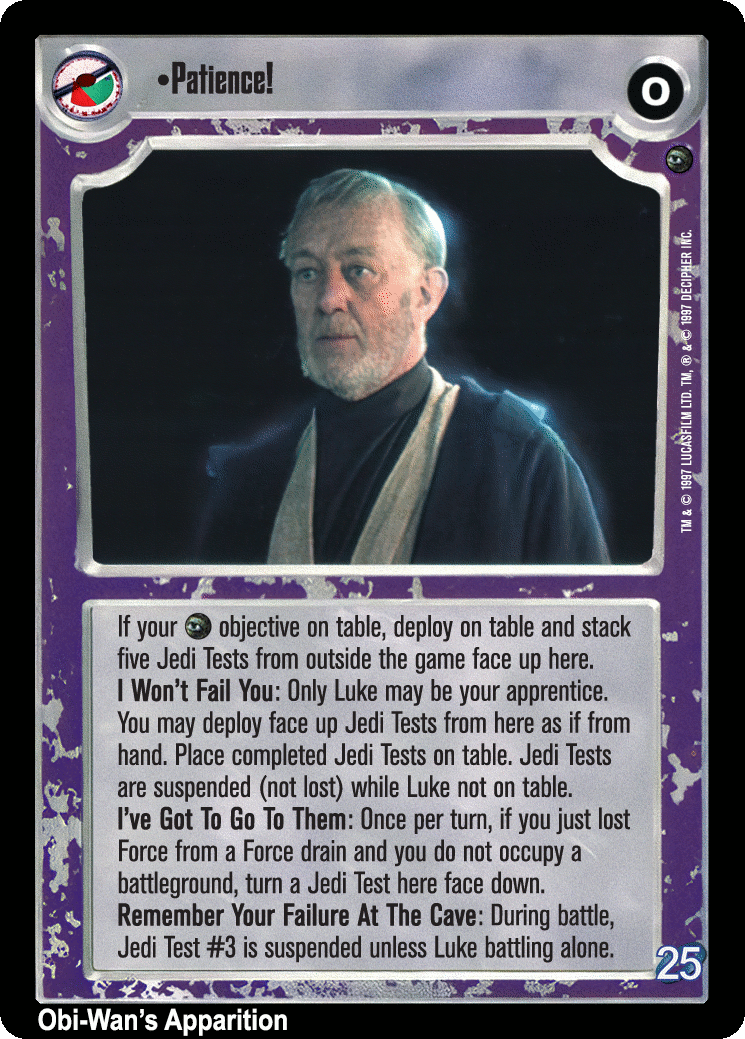 •Patience!
O
TM & © 1997 LUCASFILM LTD. TM, ® & © 1997 DECIPHER INC.
If your objective on table, deploy on table and stack
five Jedi Tests from outside the game face up here.
I Won't Fail You: Only Luke may be your apprentice.
You may deploy face up Jedi Tests from here as if from
hand. Place completed Jedi Tests on table. Jedi Tests
are suspended (not lost) while Luke not on table.
I've Got To Go To Them: Once per turn, if you just lost
Force from a Force drain and you do not occupy a
battleground, turn a Jedi Test here face down.
Remember Your Failure At The Cave: During battle,
Jedi Test #3 is suspended unless Luke battling alone.
25
Obi-Wan's Apparition